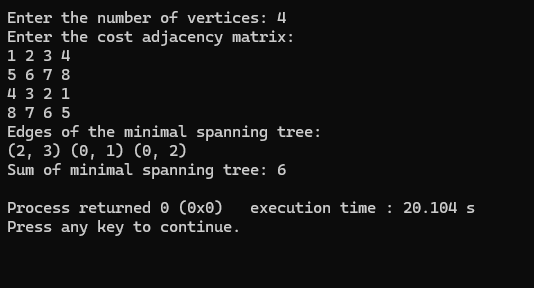 Enter the number of vertices: 4
Enter the cost adjacency matrix:
1 2 3 4
5 6 7 8
4 3 2 1
8 7 6 5
Edges of the minimal spanning tree:
(2, 3) (0, 1) (0, 2)
Sum of minimal spanning tree: 6
Process returned 0 (0x0)   execution time : 20.104 s
Press any key to continue.